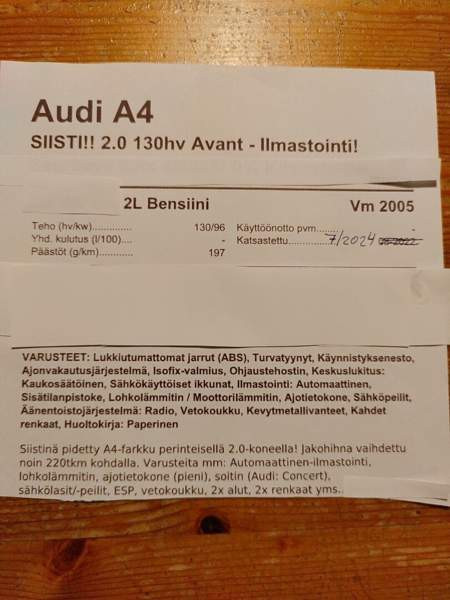 Audi A4
SIISTI!! 2.0 130hv Avant - Ilmastointi!
2L Bensiini Vm 2005
Teho (hv/kw)............. 130/96 Käyttöönotto pvm....... -
Yhd. kulutus (l/100).... - Katsastettu.................. 7/2024
Päästöt (g/km)........... 197
VARUSTEET: Lukkiutumattomat jarrut (ABS), Turvatyynyt, Käynnistyksenesto,
Ajonvakautusjärjestelmä, Isofix-valmius, Ohjaustehostin, Keskuslukitus:
Kaukosäätöinen, Sähkökäyttöiset ikkunat, Ilmastointi: Automaattinen,
Sisätilanpistoke, Lohkolämmitin / Moottorilämmitin, Ajotietokone, Sähköpeilit,
Äänentoistojärjestelmä: Radio, Vetokoukku, Kevytmetallivanteet, Kahdet
renkaat, Huoltokirja: Paperinen
Siistinä pidetty A4-farkku perinteisellä 2.0-koneella! Jakohihna vaihdettu
noin 220tkm kohdalla. Varusteita mm: Automaattinen-ilmastointi,
lohkolämmitin, ajotietokone (pieni), soitin (Audi: Concert),
sähkölasit/-peilit, ESP, vetokoukku, 2x alut, 2x renkaat yms..